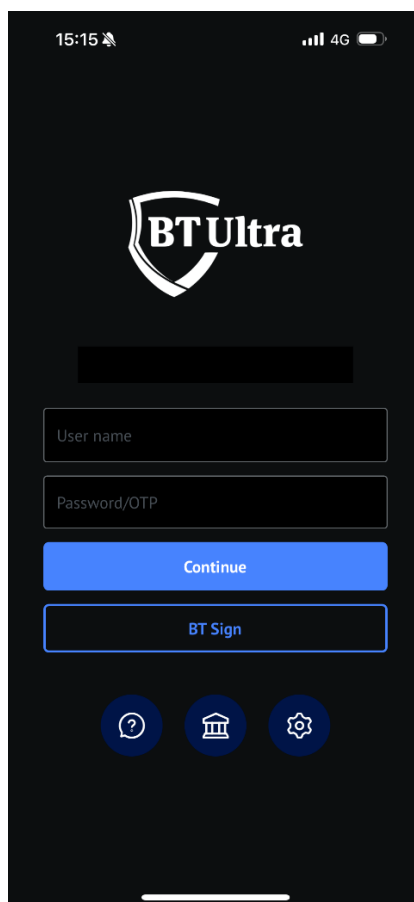 15:15 4G
BT Ultra
User name
Password/OTP
Continue
BT Sign